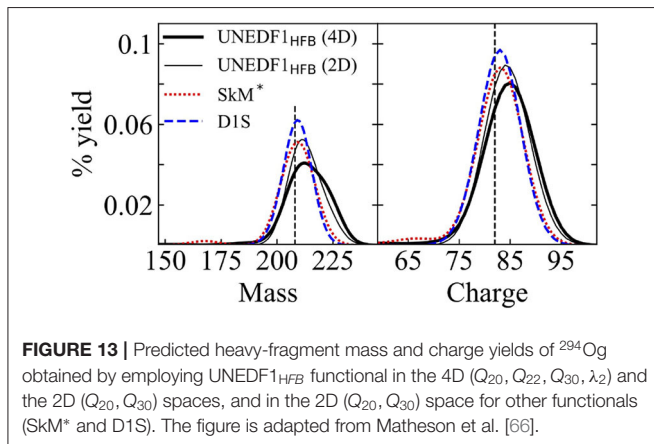 0.1
0.06
0.02
% yield
UNEDF1HFB (4D)
UNEDF1HFB (2D)
SkM*
D1S
150 175 200 225
Mass
65 75 85 95
Charge
FIGURE 13 | Predicted heavy-fragment mass and charge yields of ²⁹⁴Og
obtained by employing UNEDF1HFB functional in the 4D (Q₂₀, Q₂₂, Q₃₀, λ₂) and
the 2D (Q₂₀, Q₃₀) spaces, and in the 2D (Q₂₀, Q₃₀) space for other functionals
(SkM* and D1S). The figure is adapted from Matheson et al. [66].